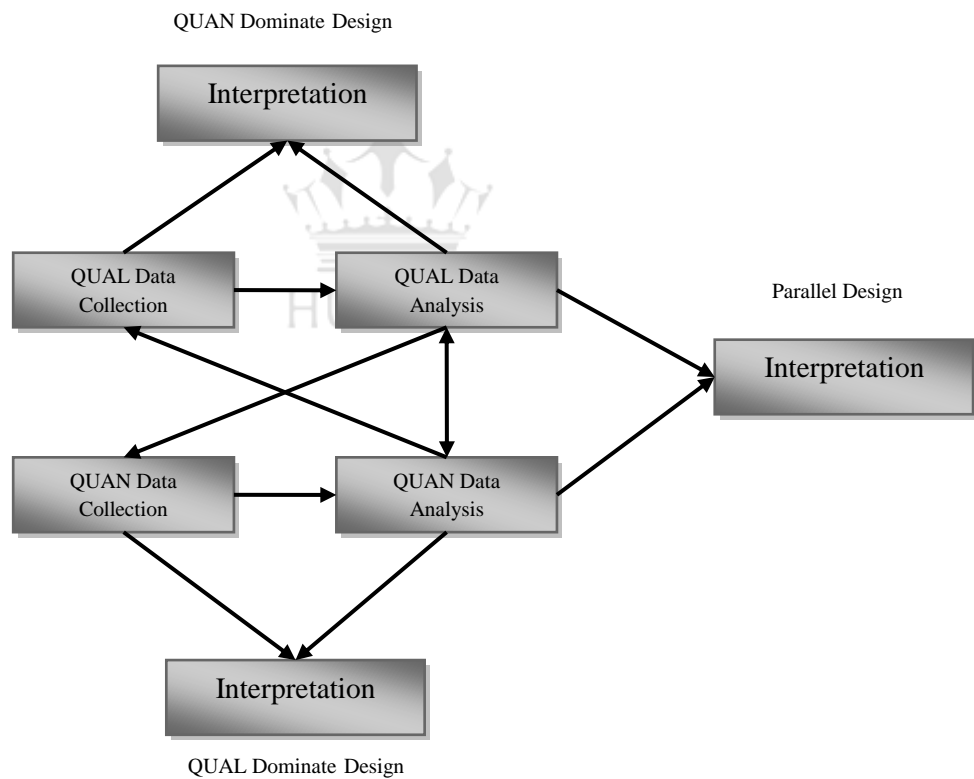 QUAN Dominate Design
Interpretation
QUAL Data
Collection
QUAL Data
Analysis
Parallel Design
Interpretation
QUAN Data
Collection
QUAN Data
Analysis
Interpretation
QUAL Dominate Design